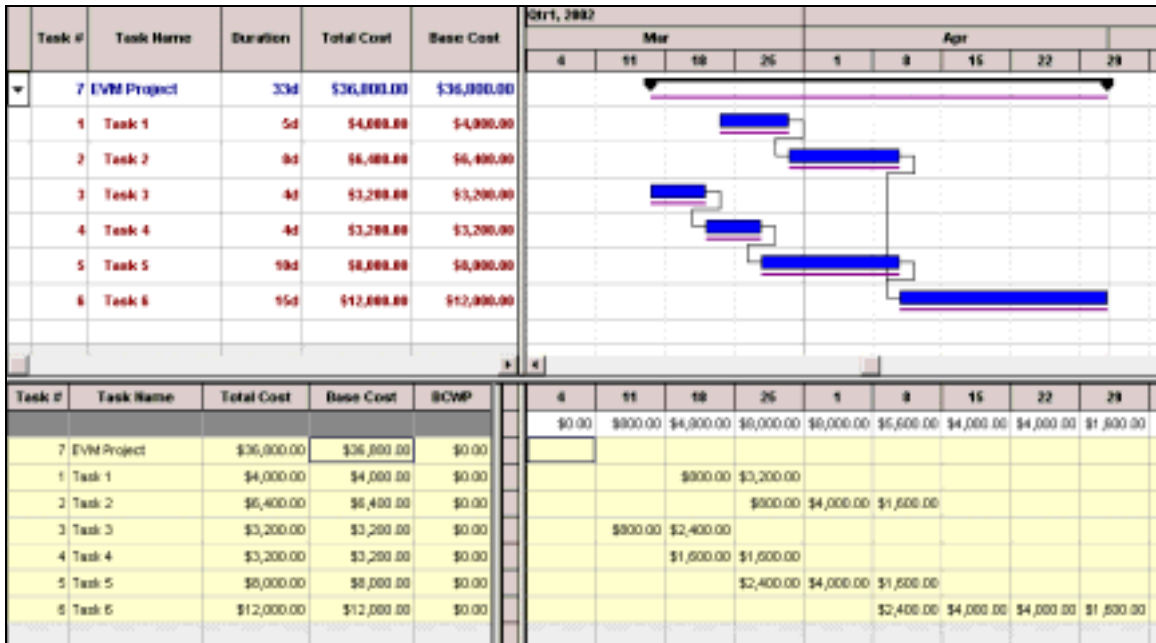 Qtr1, 2002
Task # Task Name Duration Total Cost Base Cost Mar Apr
4 11 18 25 1 8 15 22 29
7 EVM Project 33d $36,800.00 $36,800.00
1 Task 1 5d $4,000.00 $4,000.00
2 Task 2 8d $6,400.00 $6,400.00
3 Task 3 4d $3,200.00 $3,200.00
4 Task 4 4d $3,200.00 $3,200.00
5 Task 5 10d $8,000.00 $8,000.00
6 Task 6 15d $12,000.00 $12,000.00
Task # Task Name Total Cost Base Cost BCWP 4 11 18 25 1 8 15 22 29
$0.00 $800.00 $4,800.00 $8,000.00 $8,000.00 $5,600.00 $4,000.00 $4,000.00 $1,600.00
7 EVM Project $36,800.00 $36,800.00 $0.00
1 Task 1 $4,000.00 $4,000.00 $0.00 $800.00 $3,200.00
2 Task 2 $6,400.00 $6,400.00 $0.00 $800.00 $4,000.00 $1,600.00
3 Task 3 $3,200.00 $3,200.00 $0.00 $800.00 $2,400.00
4 Task 4 $3,200.00 $3,200.00 $0.00 $1,600.00 $1,600.00
5 Task 5 $8,000.00 $8,000.00 $0.00 $2,400.00 $4,000.00 $1,600.00
6 Task 6 $12,000.00 $12,000.00 $0.00 $2,400.00 $4,000.00 $4,000.00 $1,600.00